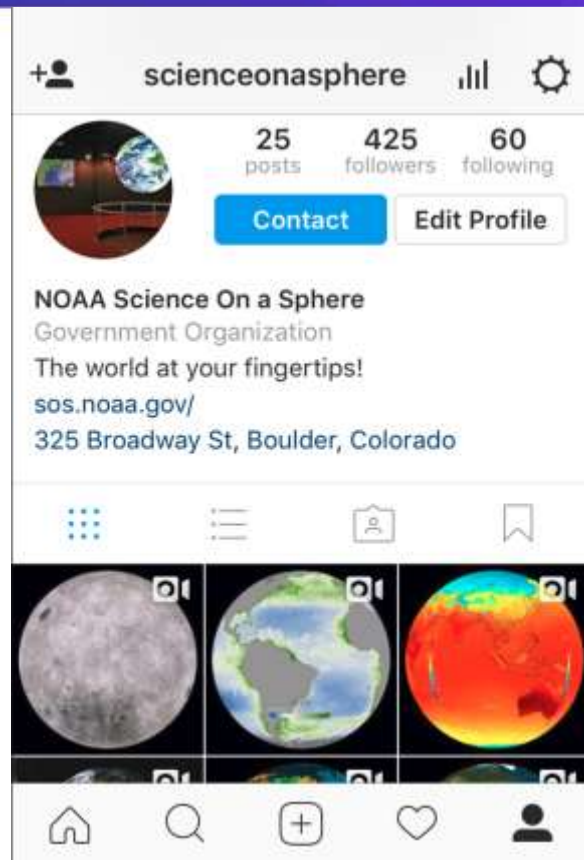 scienceonasphere
25 425 60
posts followers following
Contact Edit Profile
NOAA Science On a Sphere
Government Organization
The world at your fingertips!
sos.noaa.gov/
325 Broadway St, Boulder, Colorado